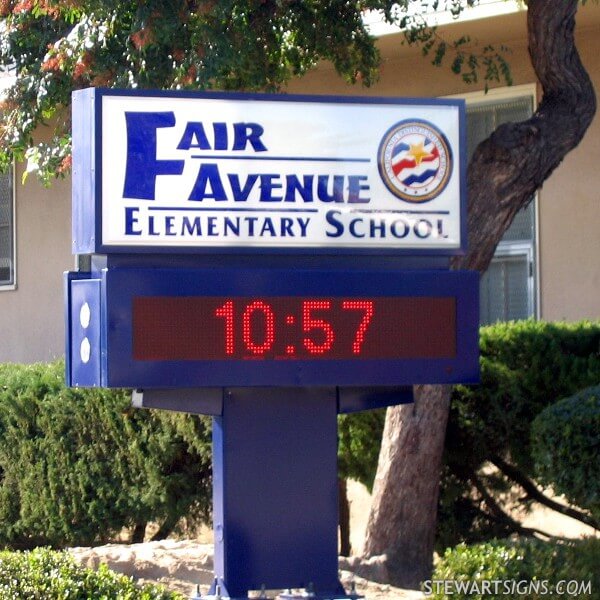 FAIR
AVENUE
ELEMENTARY SCHOOL
10:57
STEWARTSIGNS.COM